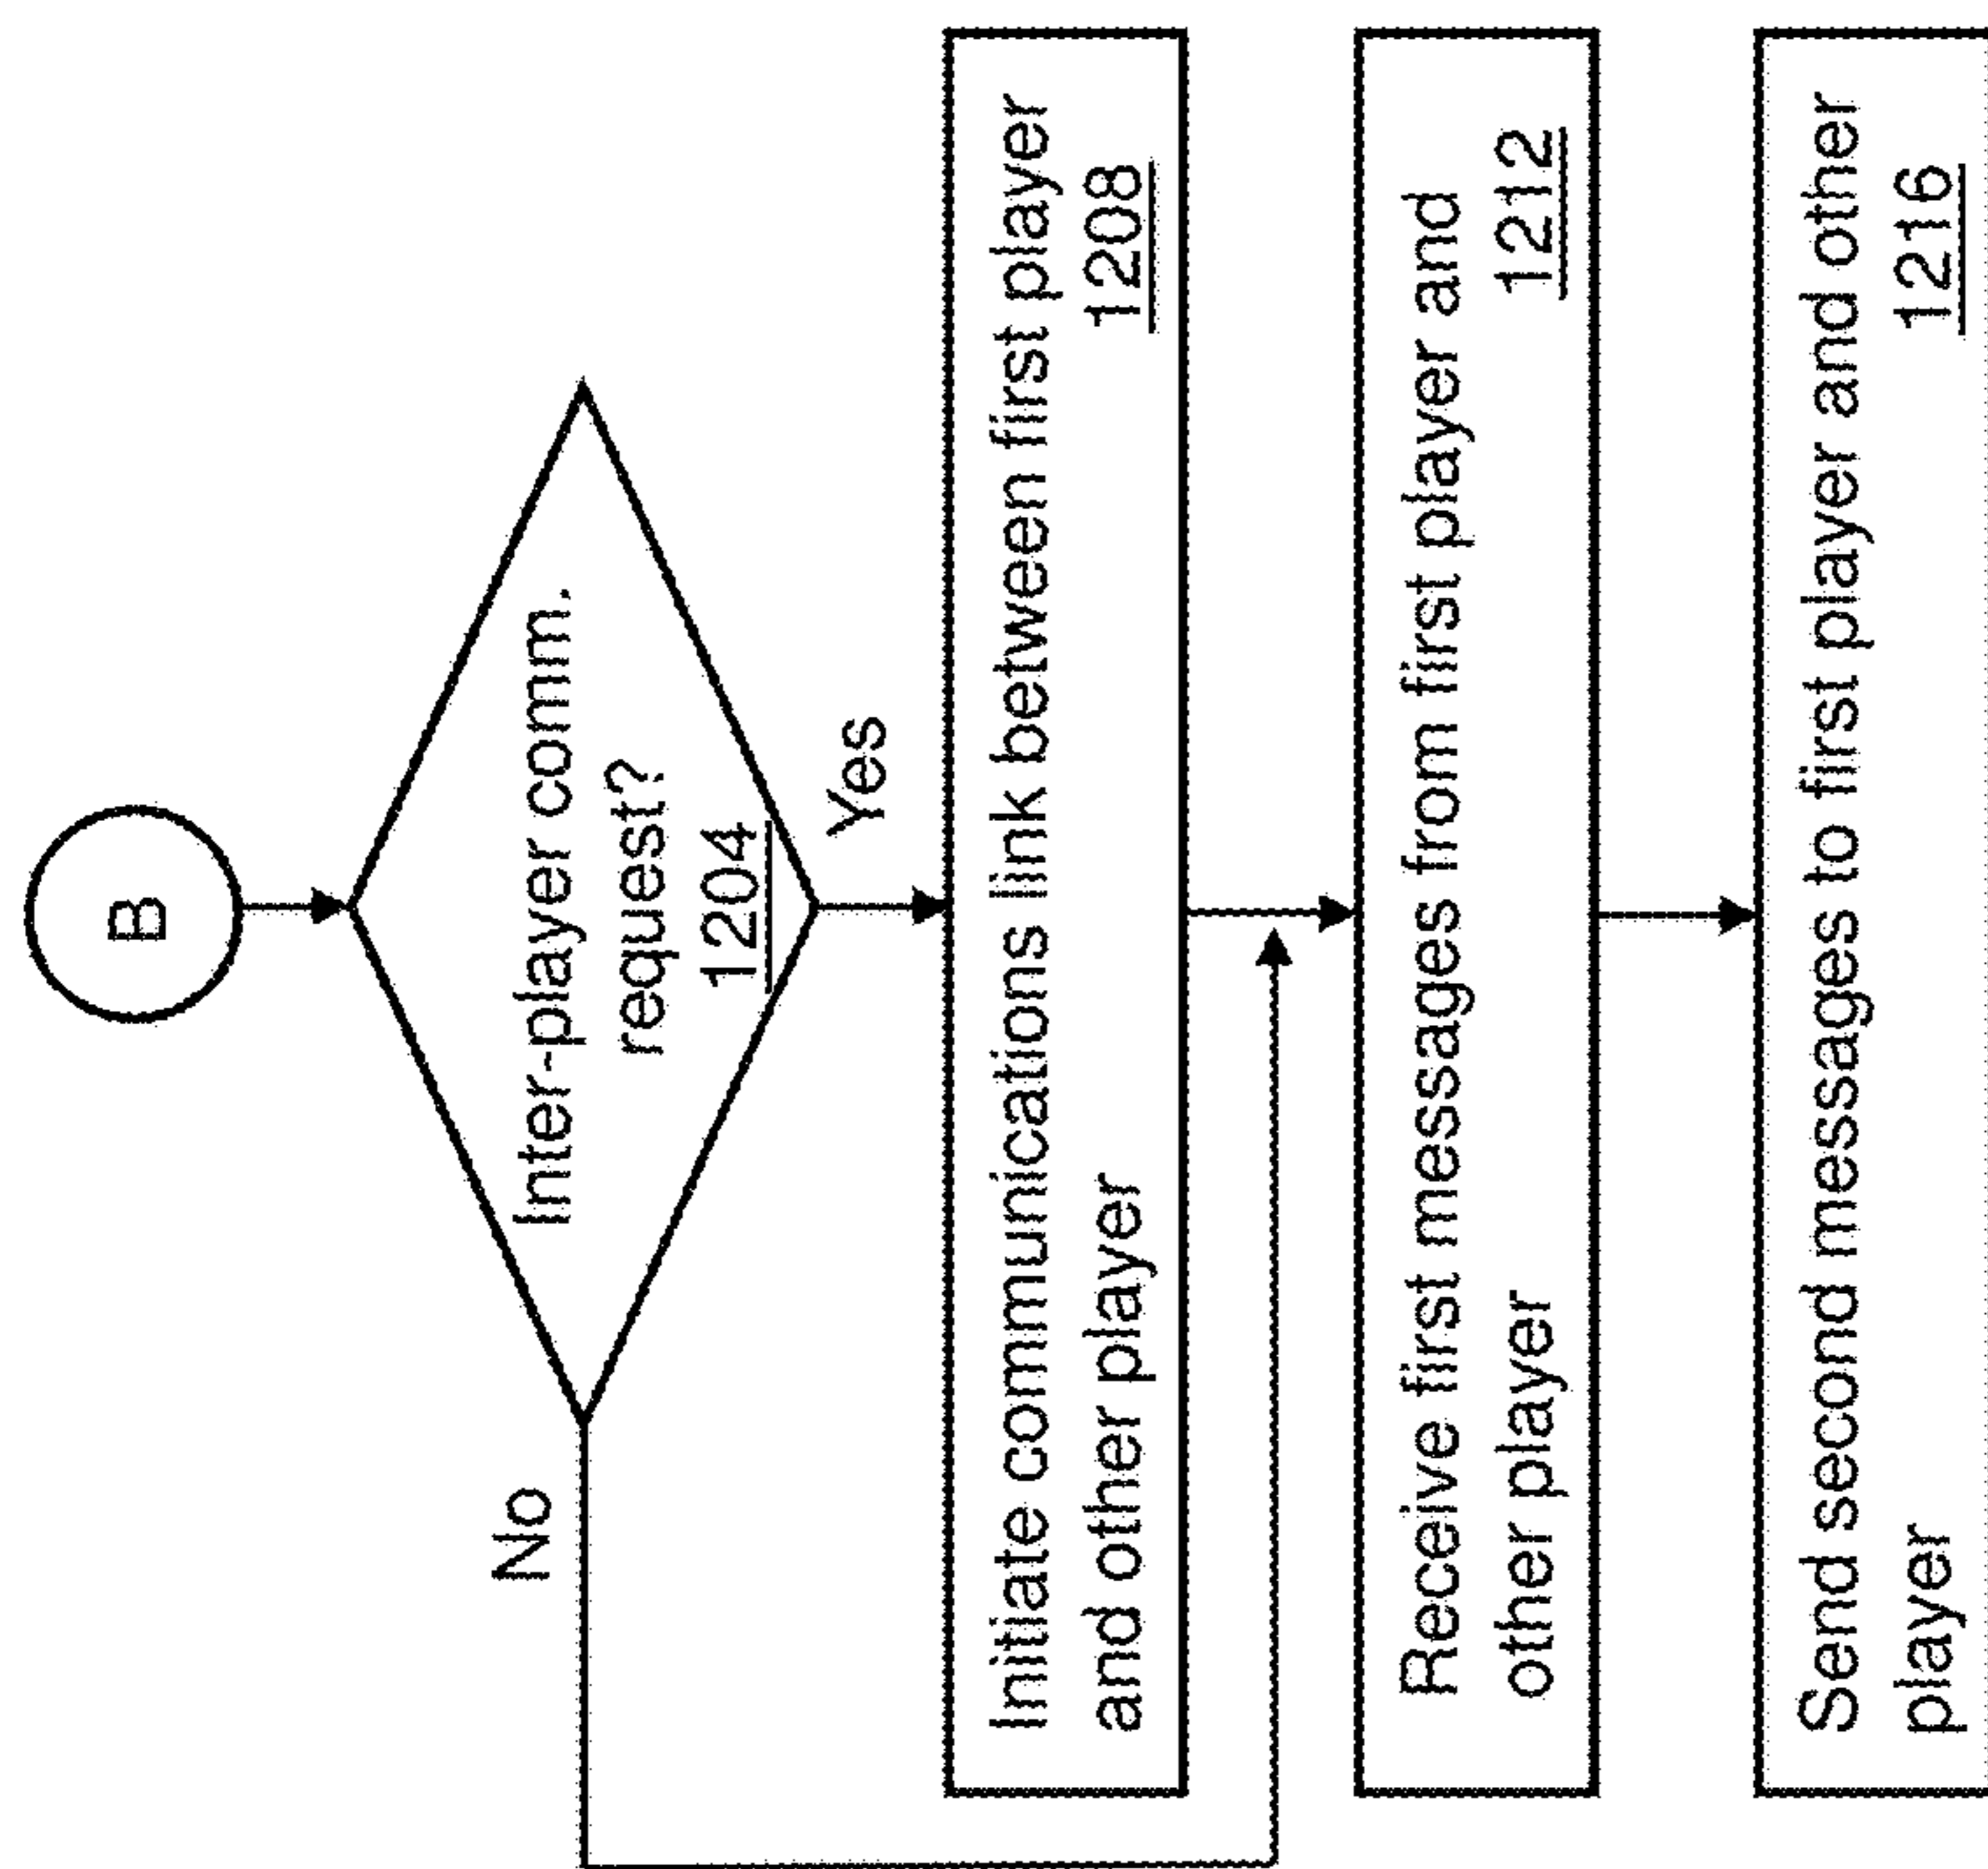 B
Inter-player comm.
request?
1204
No
Yes
Initiate communications link between first player
and other player 1208
Receive first messages from first player and
other player 1212
Send second messages to first player and other
player 1216